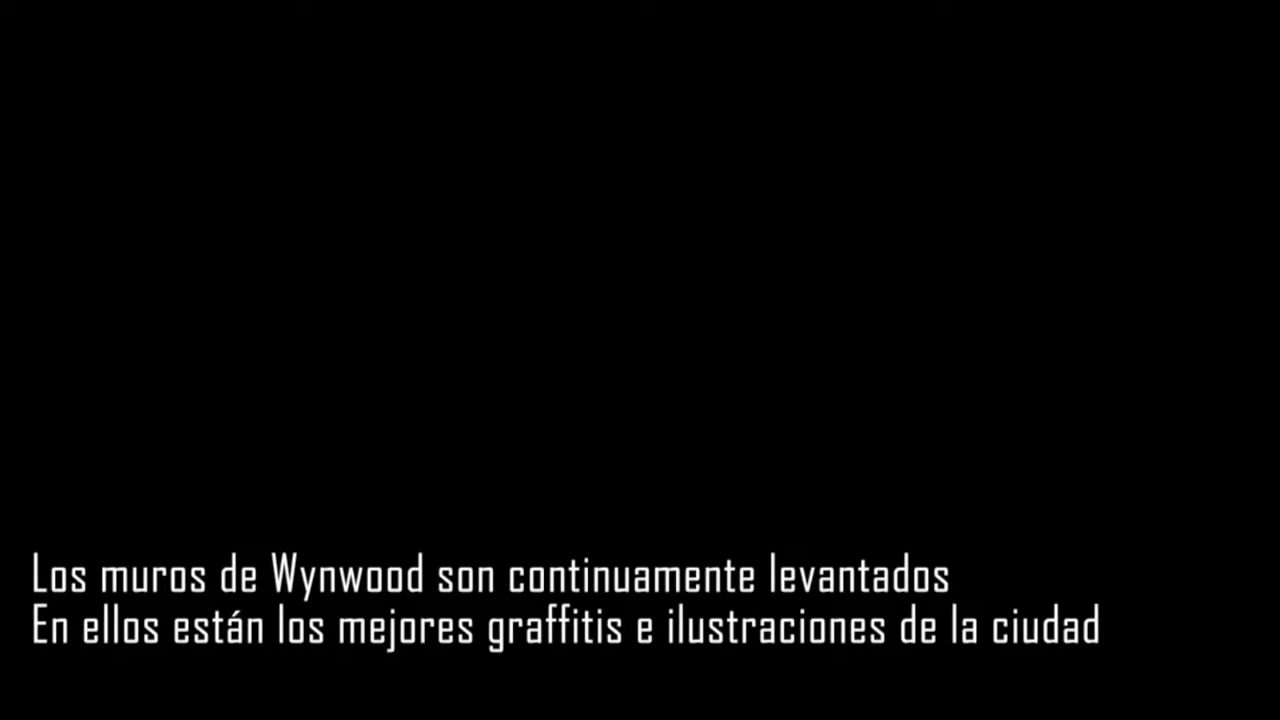 Los muros de Wynwood son continuamente levantados
En ellos están los mejores graffitis e ilustraciones de la ciudad